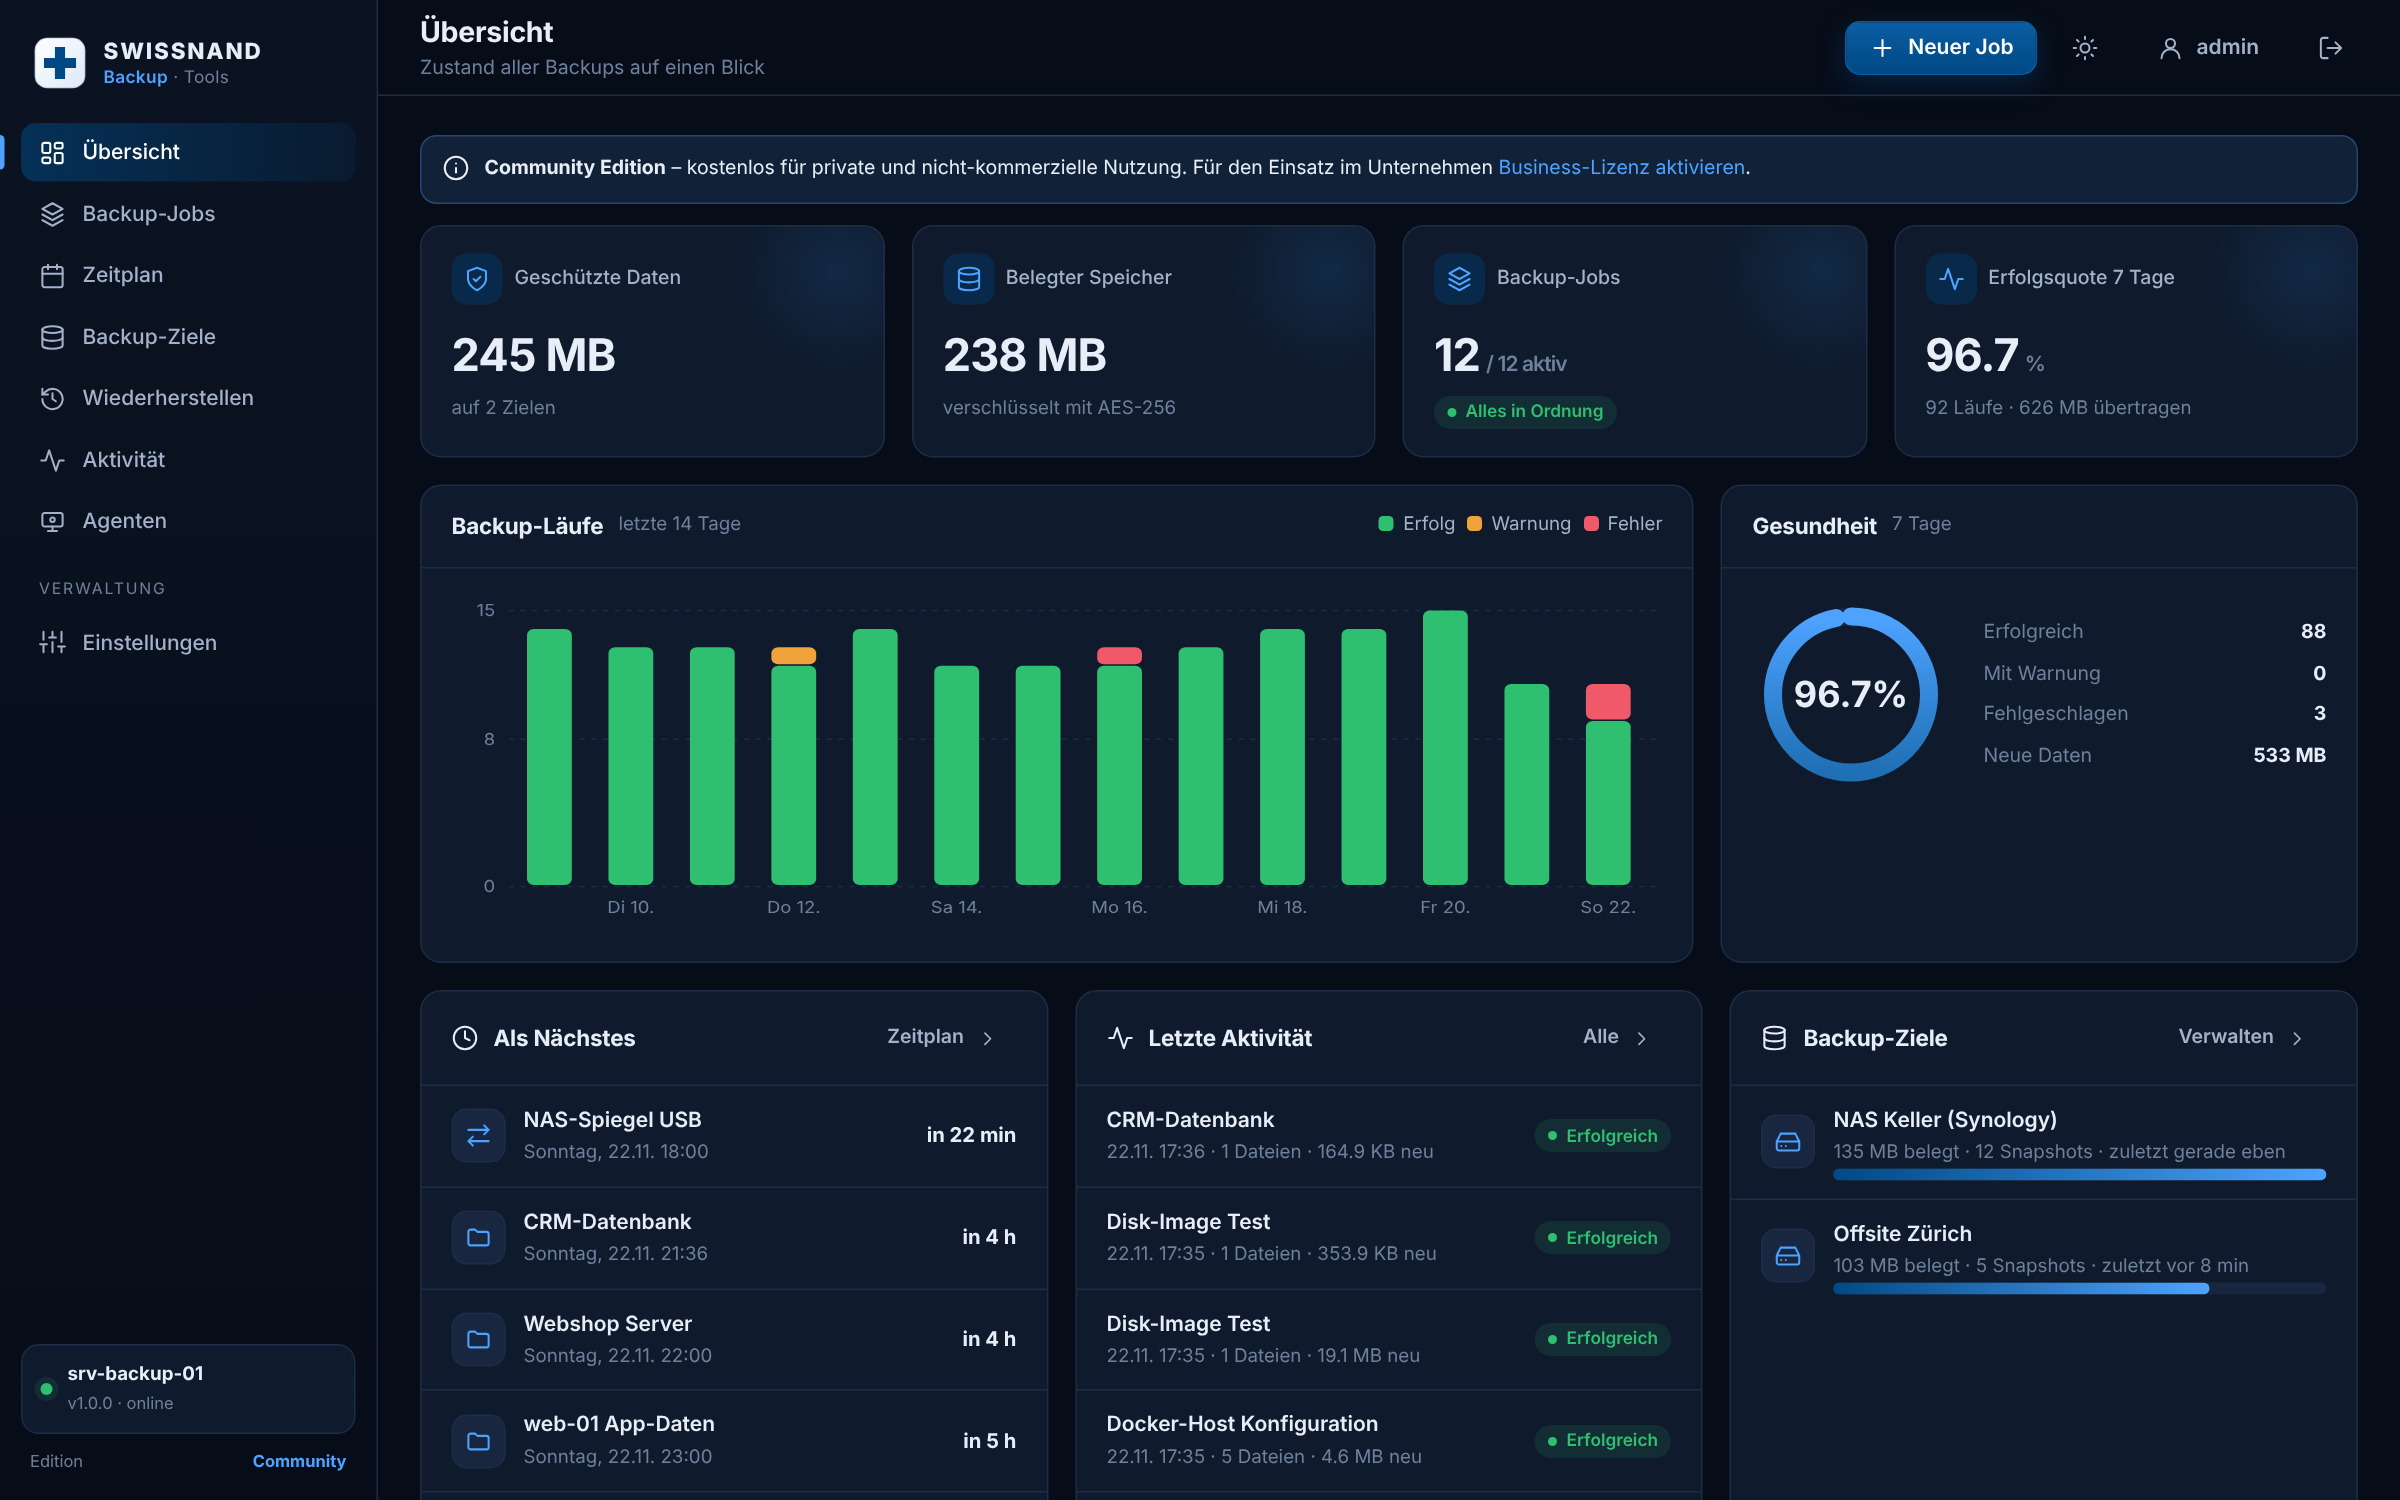 SWISSNAND
Backup · Tools
Übersicht
Backup-Jobs
Zeitplan
Backup-Ziele
Wiederherstellen
Aktivität
Agenten
VERWALTUNG
Einstellungen
srv-backup-01
v1.0.0 · online
Edition Community
Übersicht
Zustand aller Backups auf einen Blick
Neuer Job
admin
Community Edition – kostenlos für private und nicht-kommerzielle Nutzung. Für den Einsatz im Unternehmen Business-Lizenz aktivieren.
Geschützte Daten
245 MB
auf 2 Zielen
Belegter Speicher
238 MB
verschlüsselt mit AES-256
Backup-Jobs
12 / 12 aktiv
Alles in Ordnung
Erfolgsquote 7 Tage
96.7 %
92 Läufe · 626 MB übertragen
Backup-Läufe letzte 14 Tage
Erfolg Warnung Fehler
15
8
0
Di 10. Do 12. Sa 14. Mo 16. Mi 18. Fr 20. So 22.
Gesundheit 7 Tage
96.7%
Erfolgreich 88
Mit Warnung 0
Fehlgeschlagen 3
Neue Daten 533 MB
Als Nächstes Zeitplan
NAS-Spiegel USB
Sonntag, 22.11. 18:00
in 22 min
CRM-Datenbank
Sonntag, 22.11. 21:36
in 4 h
Webshop Server
Sonntag, 22.11. 22:00
in 4 h
web-01 App-Daten
Sonntag, 22.11. 23:00
in 5 h
Letzte Aktivität Alle
CRM-Datenbank
22.11. 17:36 · 1 Dateien · 164.9 KB neu
Erfolgreich
Disk-Image Test
22.11. 17:35 · 1 Dateien · 353.9 KB neu
Erfolgreich
Disk-Image Test
22.11. 17:35 · 1 Dateien · 19.1 MB neu
Erfolgreich
Docker-Host Konfiguration
22.11. 17:35 · 5 Dateien · 4.6 MB neu
Erfolgreich
Backup-Ziele Verwalten
NAS Keller (Synology)
135 MB belegt · 12 Snapshots · zuletzt gerade eben
Offsite Zürich
103 MB belegt · 5 Snapshots · zuletzt vor 8 min